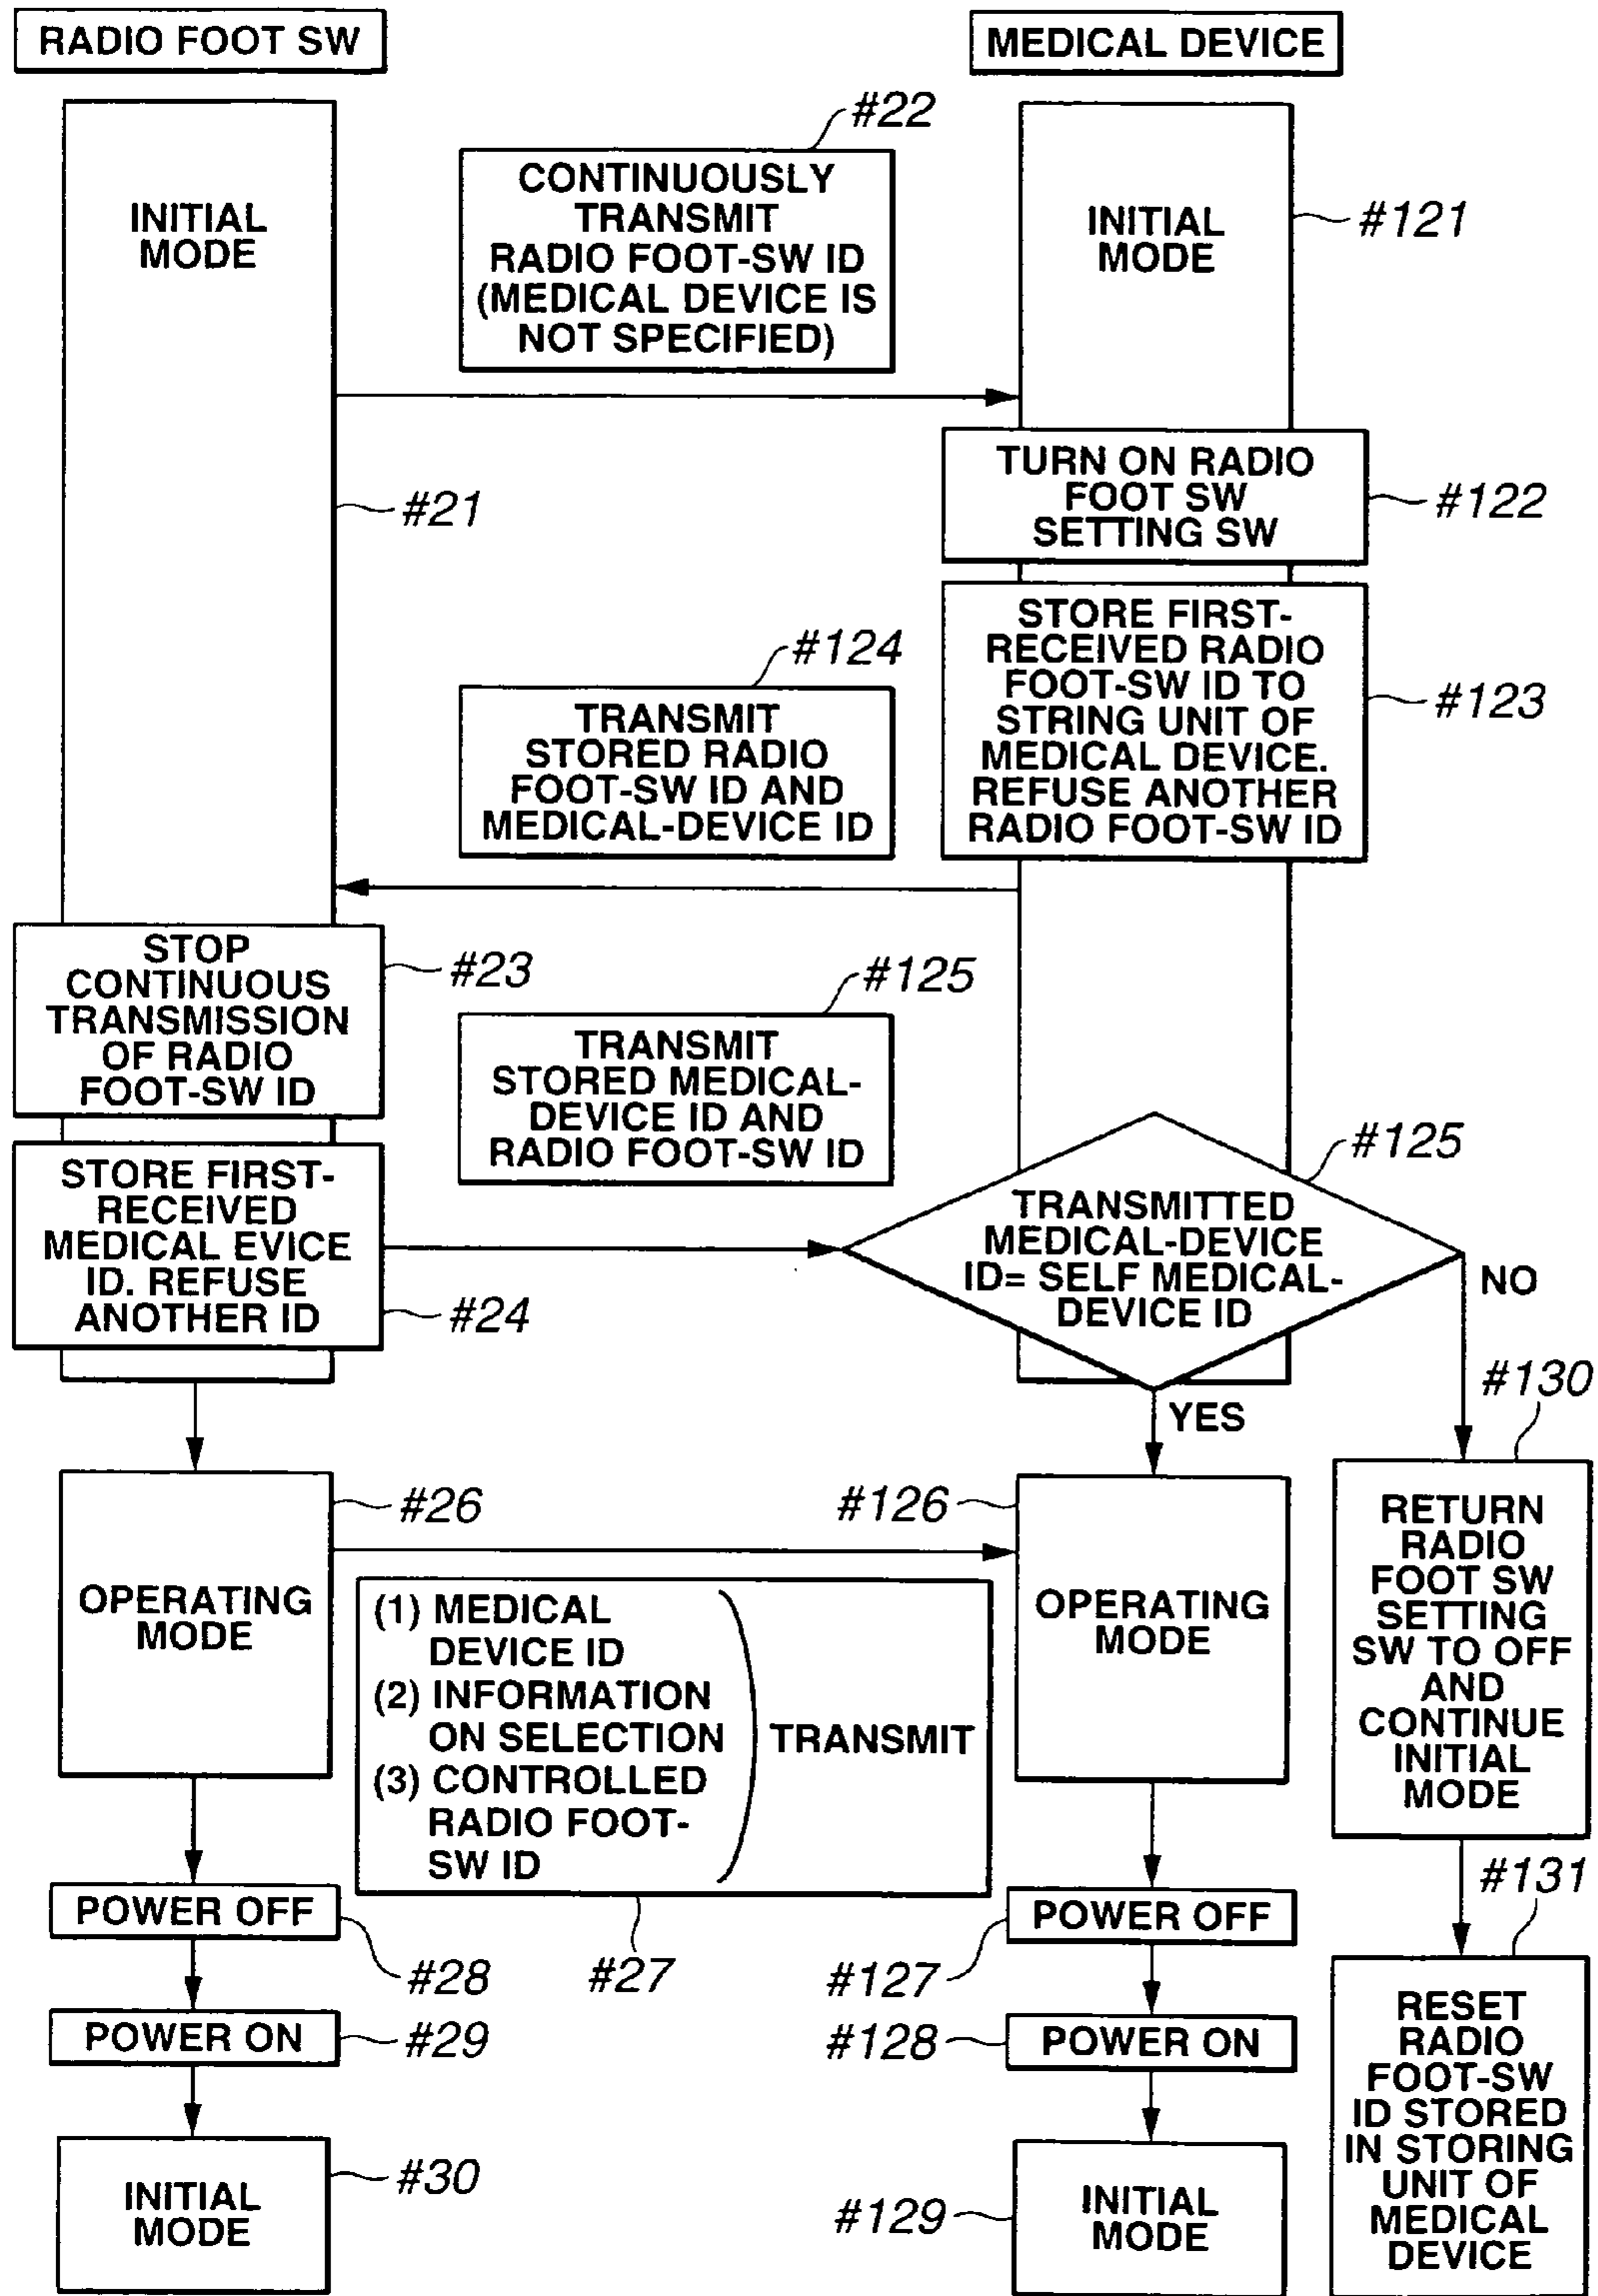 RADIO FOOT SW
MEDICAL DEVICE
INITIAL
MODE
#21
#22
CONTINUOUSLY
TRANSMIT
RADIO FOOT-SW ID
(MEDICAL DEVICE IS
NOT SPECIFIED)
INITIAL
MODE
#121
TURN ON RADIO
FOOT SW
SETTING SW
#122
STORE FIRST-
RECEIVED RADIO
FOOT-SW ID TO
STRING UNIT OF
MEDICAL DEVICE.
REFUSE ANOTHER
RADIO FOOT-SW ID
#123
#124
TRANSMIT
STORED RADIO
FOOT-SW ID AND
MEDICAL-DEVICE ID
STOP
CONTINUOUS
TRANSMISSION
OF RADIO
FOOT-SW ID
#23
STORE FIRST-
RECEIVED
MEDICAL EVICE
ID. REFUSE
ANOTHER ID
#24
#125
TRANSMIT
STORED MEDICAL-
DEVICE ID AND
RADIO FOOT-SW ID
#125
TRANSMITTED
MEDICAL-DEVICE
ID= SELF MEDICAL-
DEVICE ID
NO
YES
OPERATING
MODE
#26
(1) MEDICAL
DEVICE ID
(2) INFORMATION
ON SELECTION
(3) CONTROLLED
RADIO FOOT-
SW ID
TRANSMIT
#27
#126
OPERATING
MODE
#130
RETURN
RADIO
FOOT SW
SETTING
SW TO OFF
AND
CONTINUE
INITIAL
MODE
POWER OFF
#28
POWER ON
#29
INITIAL
MODE
#30
POWER OFF
#127
POWER ON
#128
INITIAL
MODE
#129
#131
RESET
RADIO
FOOT-SW
ID STORED
IN STORING
UNIT OF
MEDICAL
DEVICE